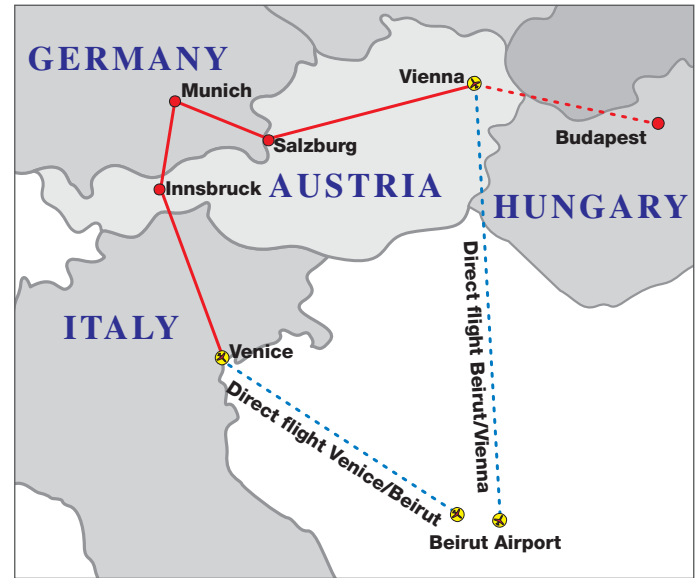 GERMANY
Munich
Vienna
Budapest
Salzburg
Innsbruck
AUSTRIA
HUNGARY
ITALY
Venice
Direct flight Beirut/Vienna
Direct flight Venice/Beirut
Beirut Airport